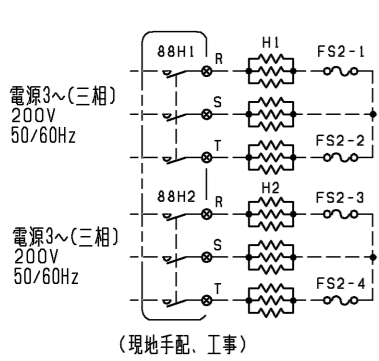 88H1
H1
R
FS2-1
電源3~(三相)
200V
50/60Hz
S
T
FS2-2
88H2
H2
R
FS2-3
電源3~(三相)
200V
50/60Hz
S
T
FS2-4
(現地手配、工事)